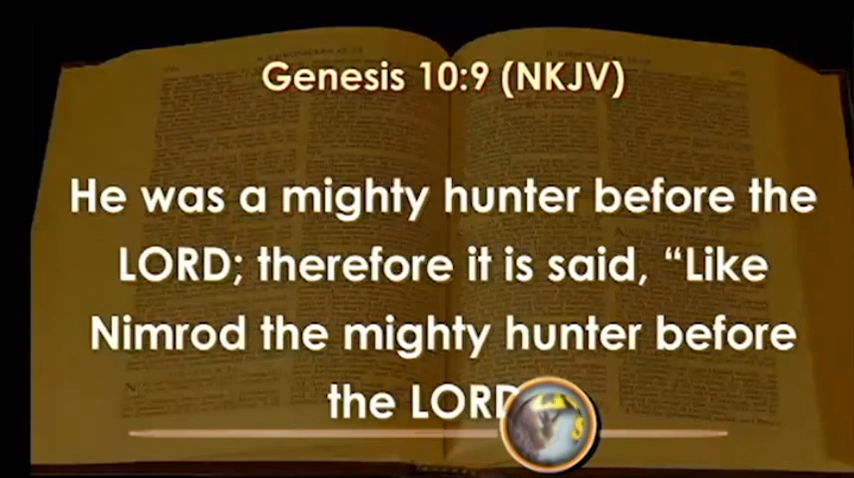 Genesis 10:9 (NKJV)
He was a mighty hunter before the
LORD; therefore it is said, “Like
Nimrod the mighty hunter before
the LORD